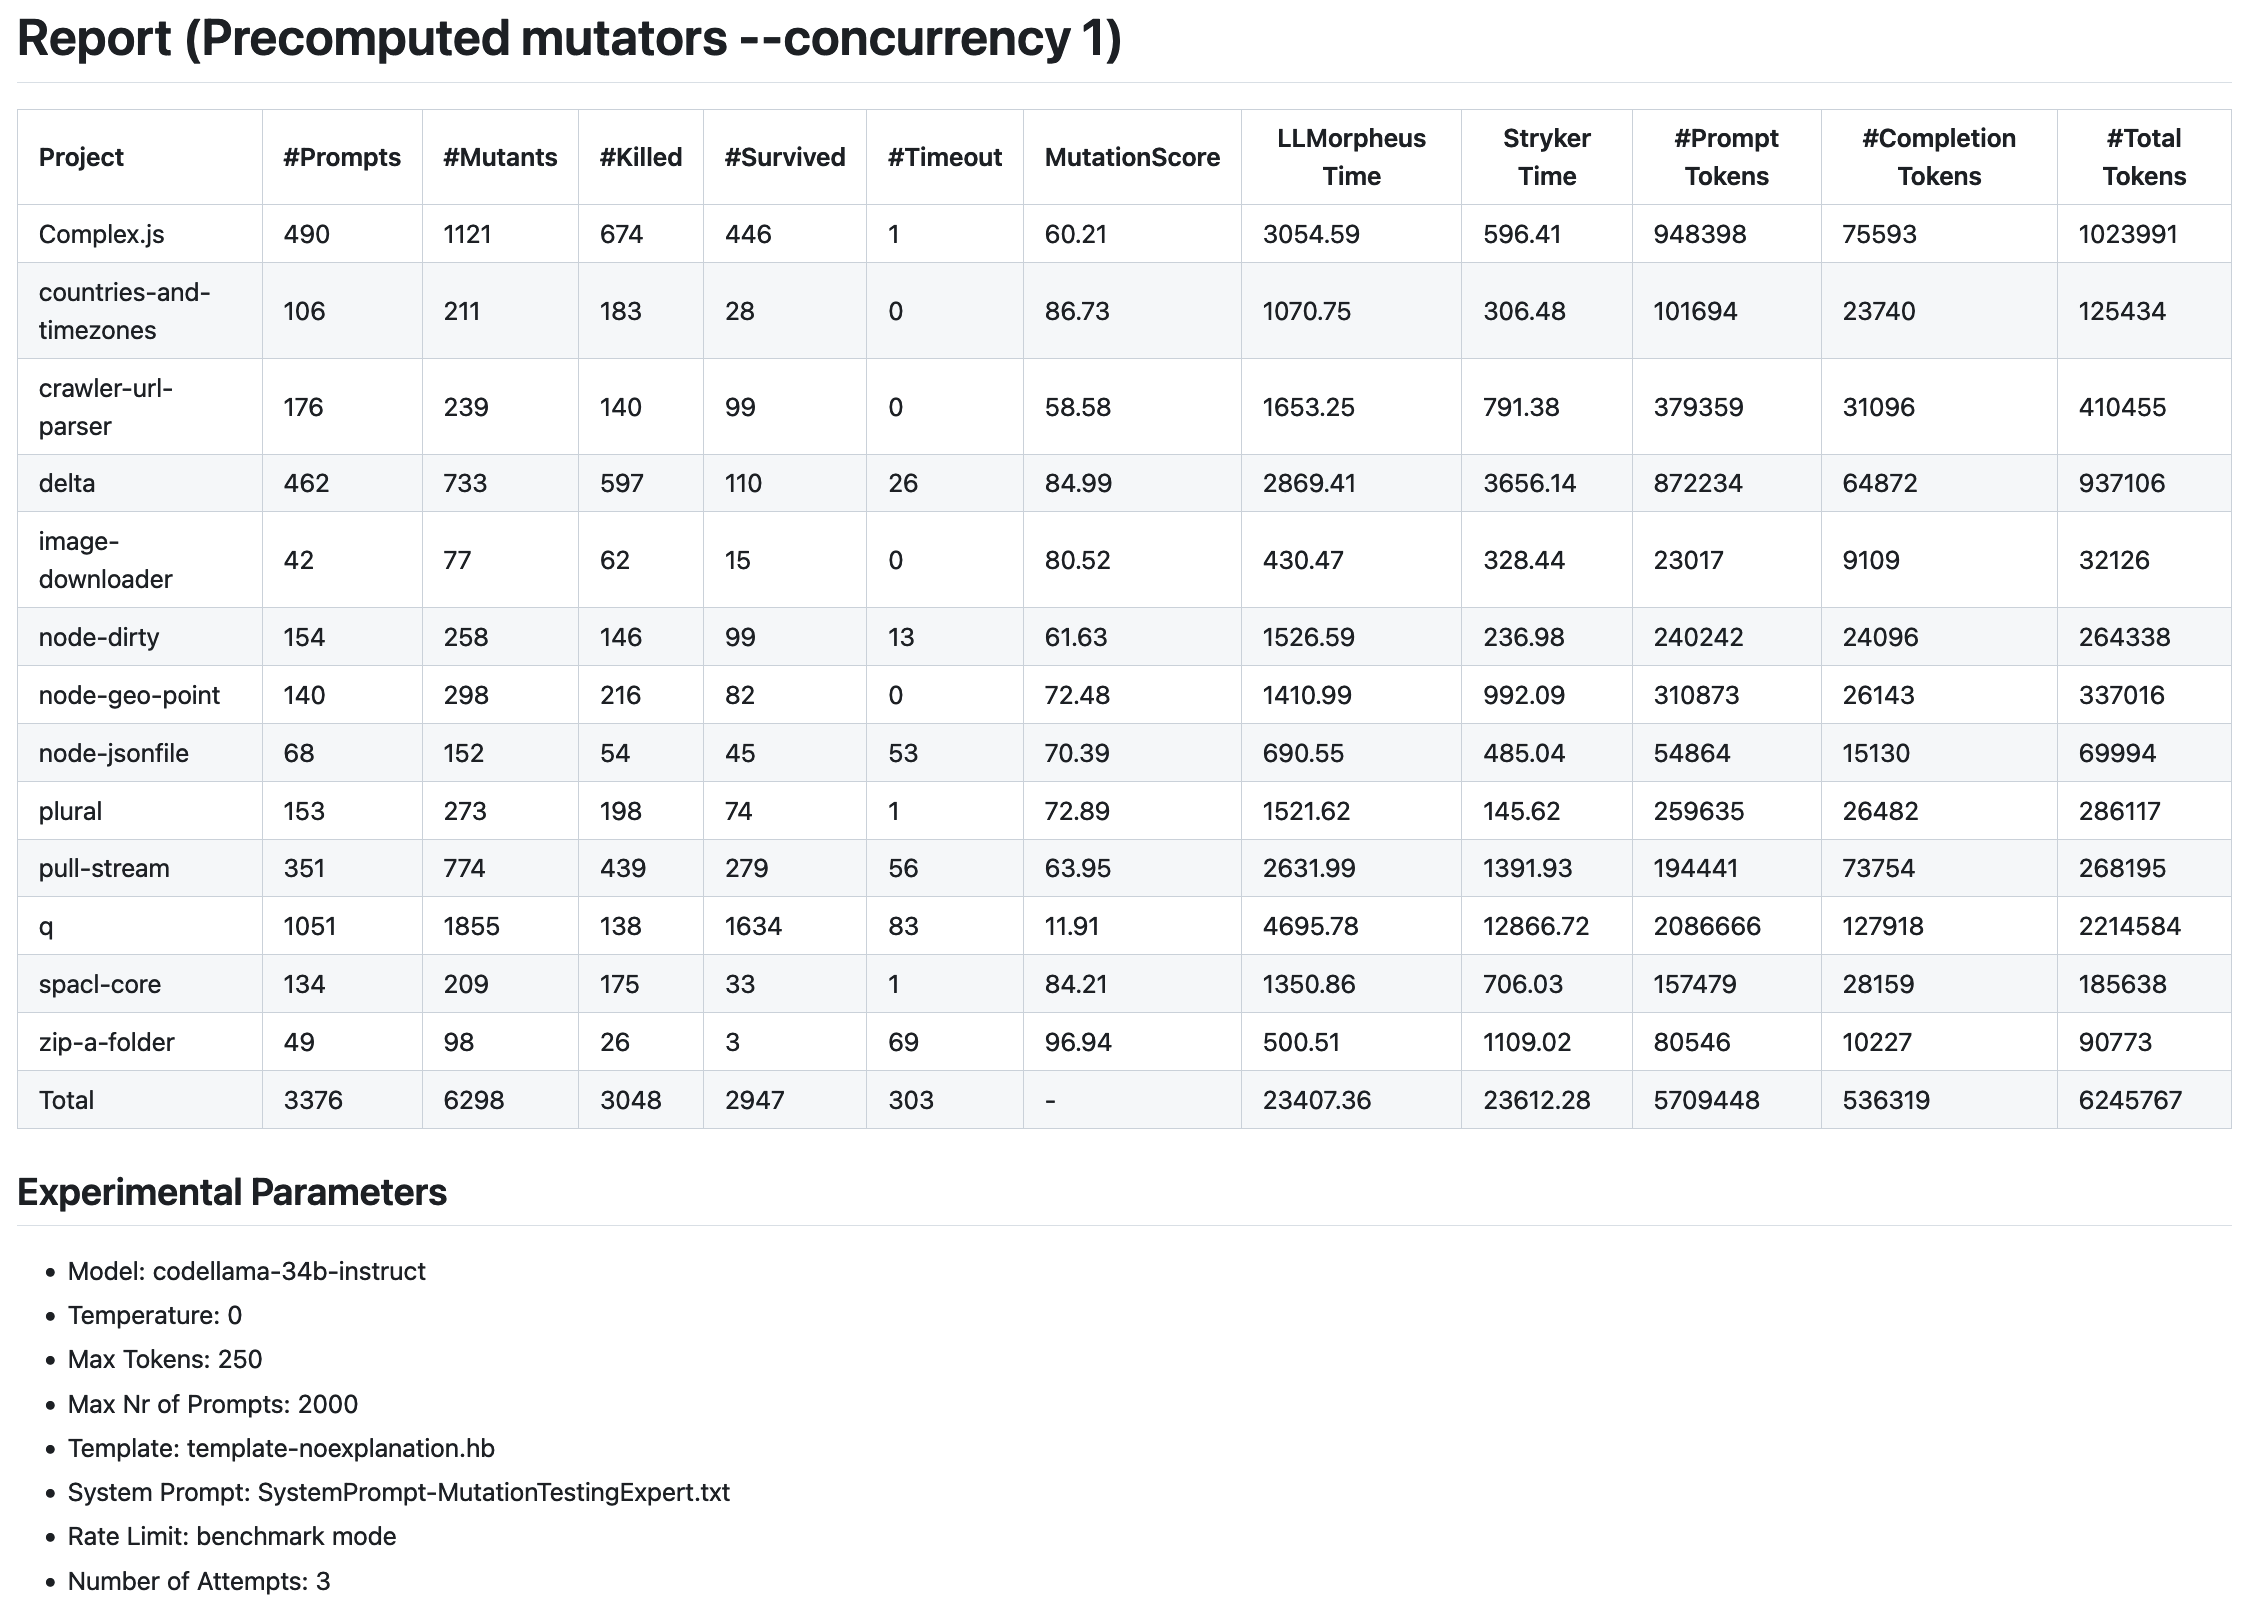 Report (Precomputed mutators --concurrency 1)
Project #Prompts #Mutants #Killed #Survived #Timeout MutationScore LLMorpheus Time Stryker Time #Prompt Tokens #Completion Tokens #Total Tokens
Complex.js 490 1121 674 446 1 60.21 3054.59 596.41 948398 75593 1023991
countries-and-timezones 106 211 183 28 0 86.73 1070.75 306.48 101694 23740 125434
crawler-url-parser 176 239 140 99 0 58.58 1653.25 791.38 379359 31096 410455
delta 462 733 597 110 26 84.99 2869.41 3656.14 872234 64872 937106
image-downloader 42 77 62 15 0 80.52 430.47 328.44 23017 9109 32126
node-dirty 154 258 146 99 13 61.63 1526.59 236.98 240242 24096 264338
node-geo-point 140 298 216 82 0 72.48 1410.99 992.09 310873 26143 337016
node-jsonfile 68 152 54 45 53 70.39 690.55 485.04 54864 15130 69994
plural 153 273 198 74 1 72.89 1521.62 145.62 259635 26482 286117
pull-stream 351 774 439 279 56 63.95 2631.99 1391.93 194441 73754 268195
q 1051 1855 138 1634 83 11.91 4695.78 12866.72 2086666 127918 2214584
spacl-core 134 209 175 33 1 84.21 1350.86 706.03 157479 28159 185638
zip-a-folder 49 98 26 3 69 96.94 500.51 1109.02 80546 10227 90773
Total 3376 6298 3048 2947 303 - 23407.36 23612.28 5709448 536319 6245767
Experimental Parameters
• Model: codellama-34b-instruct
• Temperature: 0
• Max Tokens: 250
• Max Nr of Prompts: 2000
• Template: template-noexplanation.hb
• System Prompt: SystemPrompt-MutationTestingExpert.txt
• Rate Limit: benchmark mode
• Number of Attempts: 3